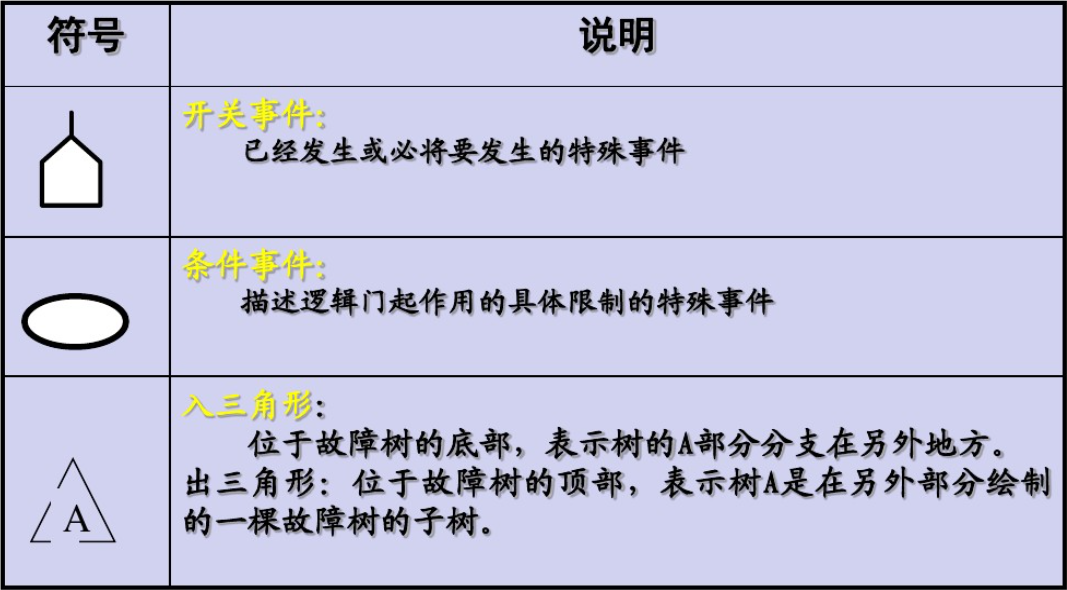 符号
说明
开关事件:
已经发生或必将要发生的特殊事件
条件事件:
描述逻辑门起作用的具体限制的特殊事件
A
入三角形:
位于故障树的底部，表示树的A部分分支在另外地方。
出三角形：位于故障树的顶部，表示树A是在另外部分绘制
的一棵故障树的子树。